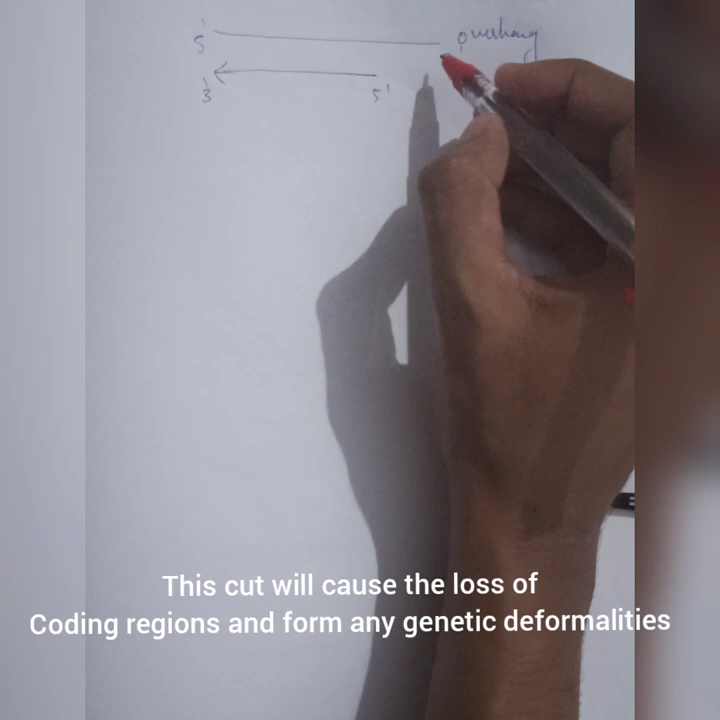 5' overhang
3' 5'
This cut will cause the loss of
Coding regions and form any genetic deformalities